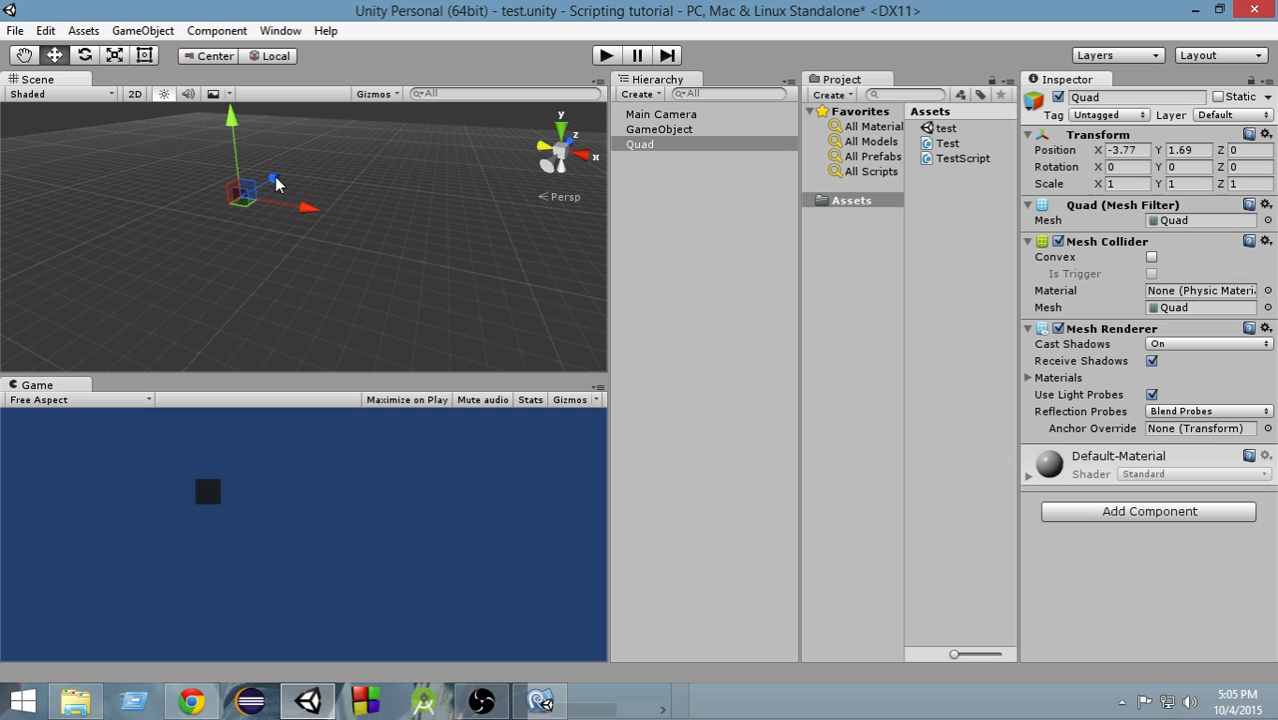 Unity Personal (64bit) - test.unity - Scripting tutorial - PC, Mac & Linux Standalone* <DX11>
File Edit Assets GameObject Component Window Help
Center Local Layers Layout
Scene
Shaded 2D Gizmos All
y
z
x
Persp
Game
Free Aspect Maximize on Play Mute audio Stats Gizmos
Hierarchy
Create All
Main Camera
GameObject
Quad
Project
Create
Favorites
All Material
All Models
All Prefabs
All Scripts
Assets
Assets
test
Test
TestScript
Inspector
Quad Static
Tag Untagged Layer Default
Transform
Position X -3.77 Y 1.69 Z 0
Rotation X 0 Y 0 Z 0
Scale X 1 Y 1 Z 1
Quad (Mesh Filter)
Mesh Quad
Mesh Collider
Convex
Is Trigger
Material None (Physic Materi
Mesh Quad
Mesh Renderer
Cast Shadows On
Receive Shadows
Materials
Use Light Probes
Reflection Probes Blend Probes
Anchor Override None (Transform)
Default-Material
Shader Standard
Add Component
5:05 PM
10/4/2015